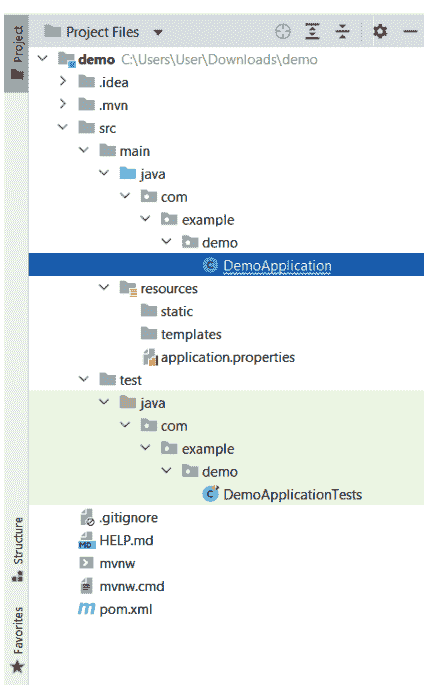 Project
Project Files
demo C:\Users\User\Downloads\demo
.idea
.mvn
src
main
java
com
example
demo
DemoApplication
resources
static
templates
application.properties
test
java
com
example
demo
DemoApplicationTests
.gitignore
HELP.md
mvnw
mvnw.cmd
pom.xml
Structure
Favorites